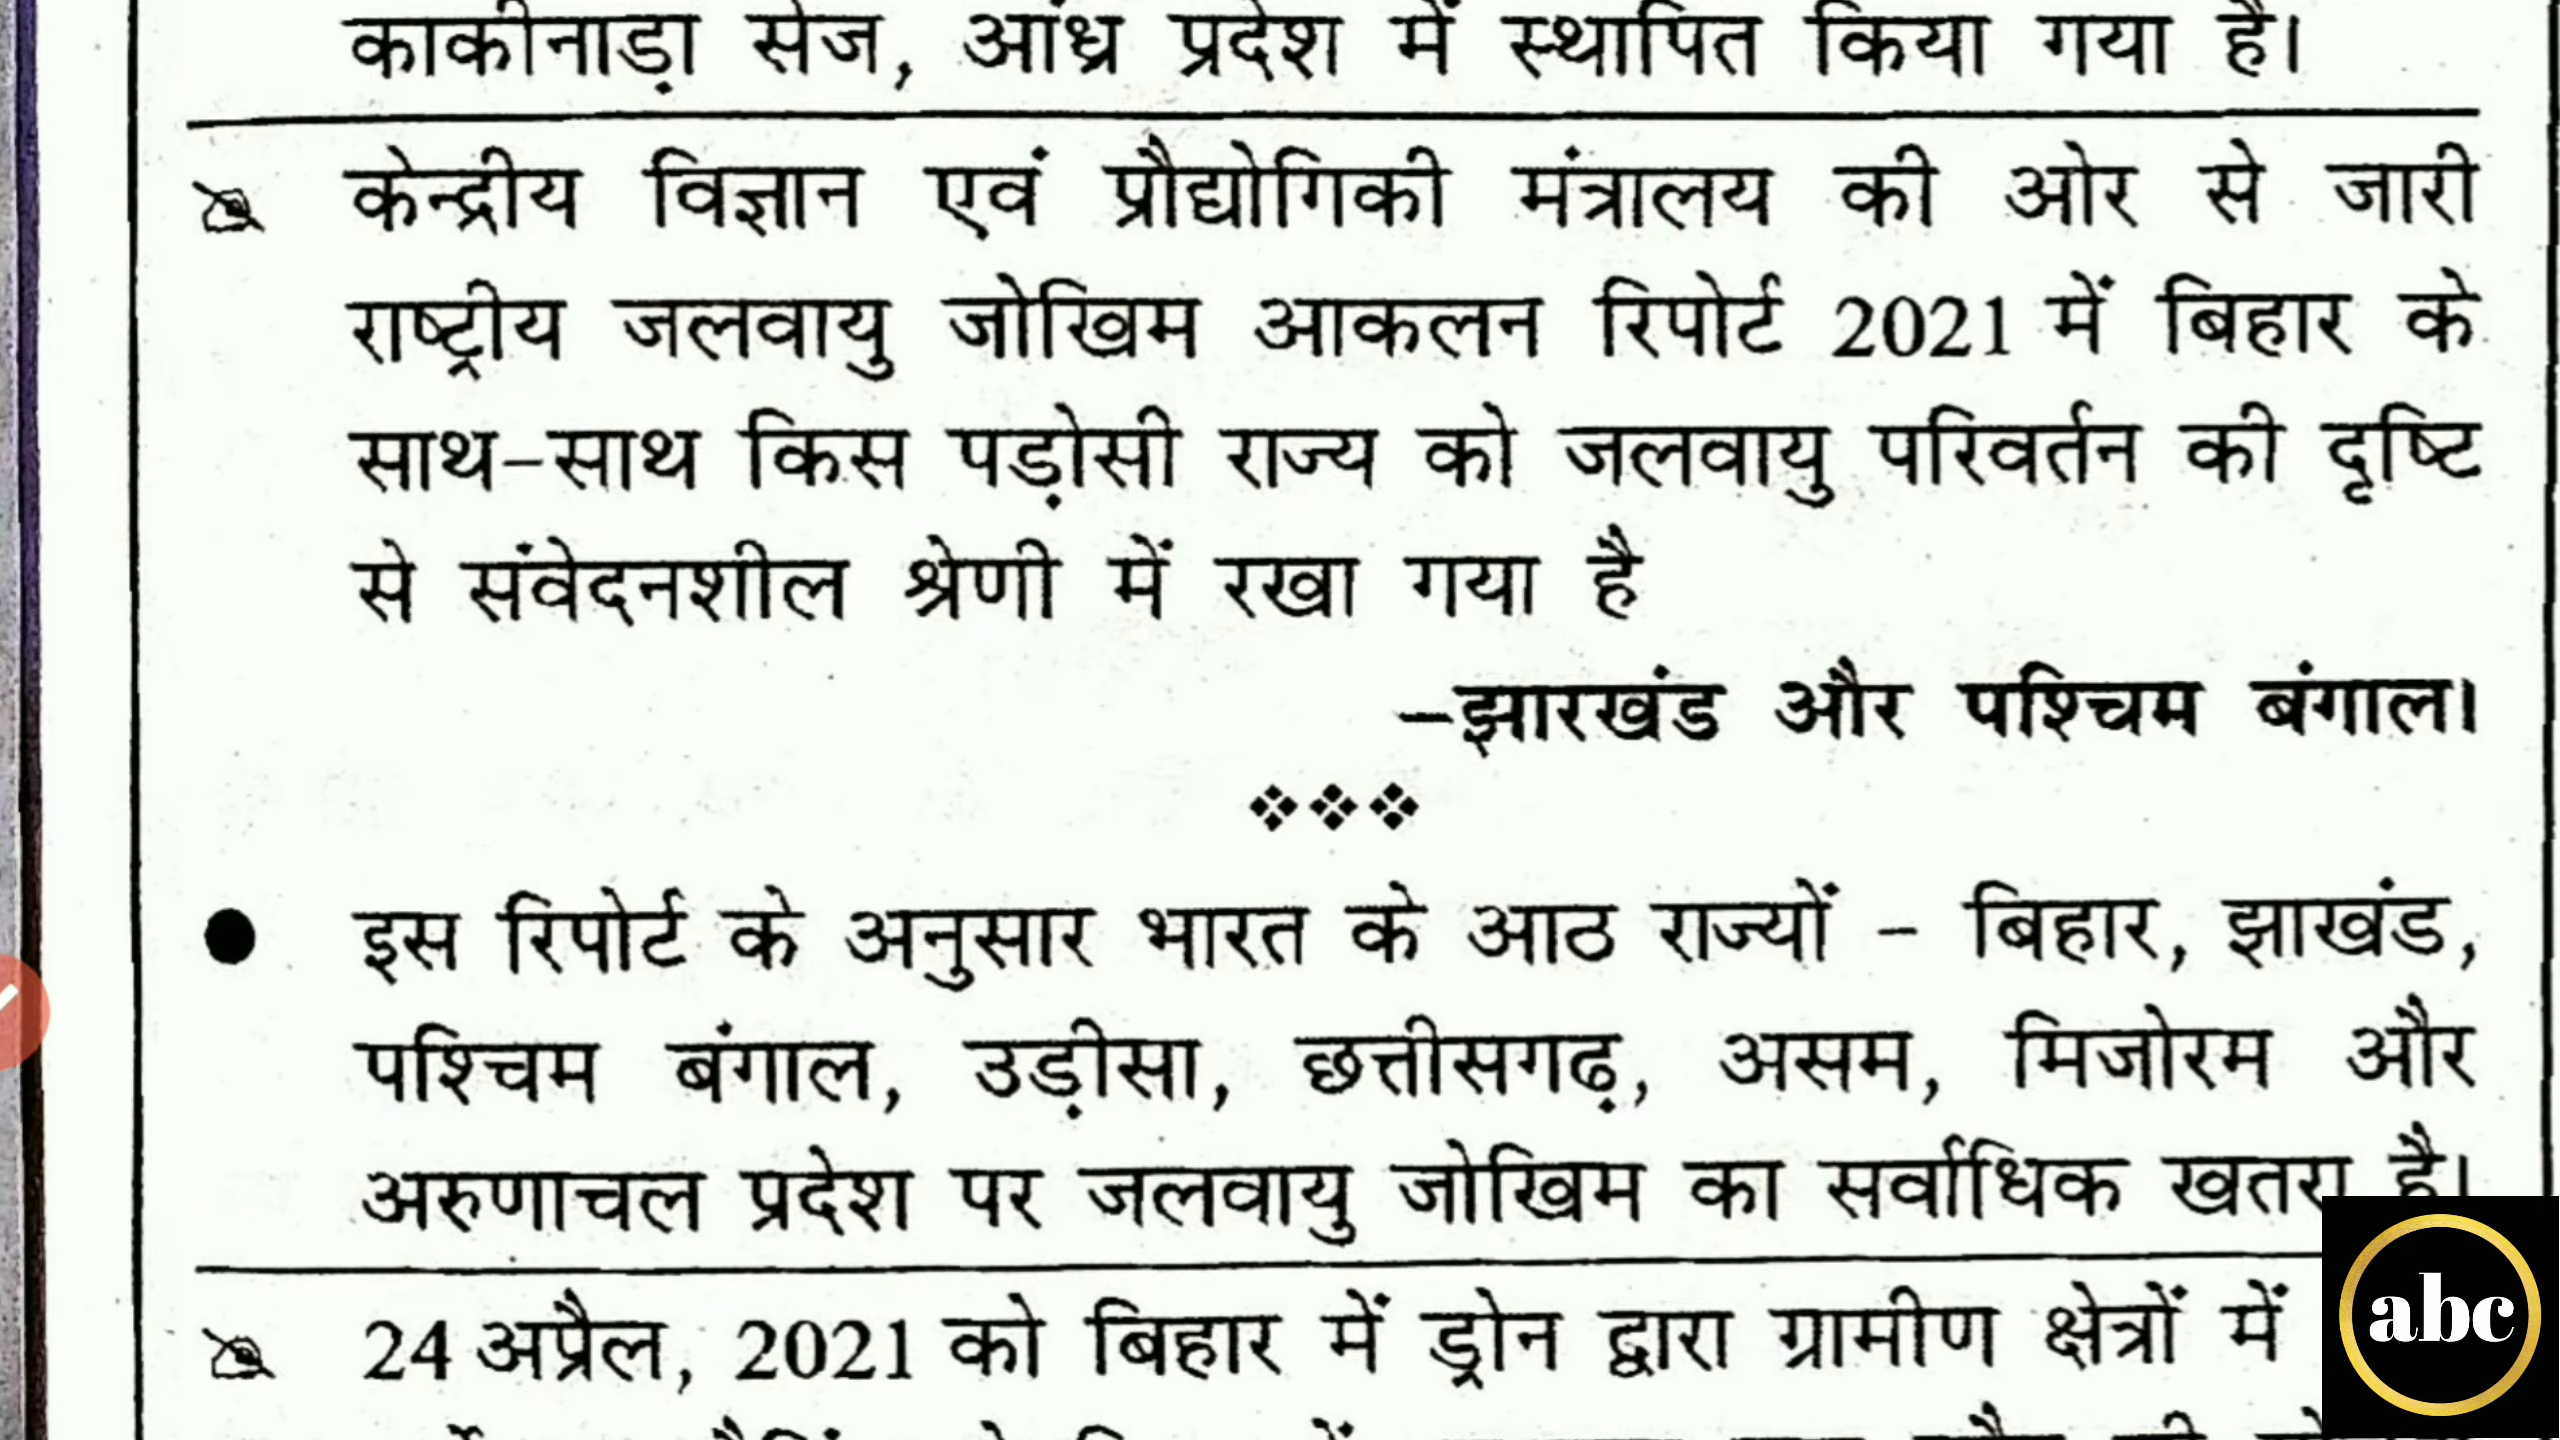 काकीनाड़ा सेज, आंध्र प्रदेश में स्थापित किया गया है।
केन्द्रीय विज्ञान एवं प्रौद्योगिकी मंत्रालय की ओर से जारी
राष्ट्रीय जलवायु जोखिम आकलन रिपोर्ट 2021 में बिहार के
साथ-साथ किस पड़ोसी राज्य को जलवायु परिवर्तन की दृष्टि
से संवेदनशील श्रेणी में रखा गया है
–झारखंड और पश्चिम बंगाल।
● इस रिपोर्ट के अनुसार भारत के आठ राज्यों - बिहार, झाखंड,
पश्चिम बंगाल, उड़ीसा, छत्तीसगढ़, असम, मिजोरम और
अरुणाचल प्रदेश पर जलवायु जोखिम का सर्वाधिक खतरा है।
24 अप्रैल, 2021 को बिहार में ड्रोन द्वारा ग्रामीण क्षेत्रों में
abc